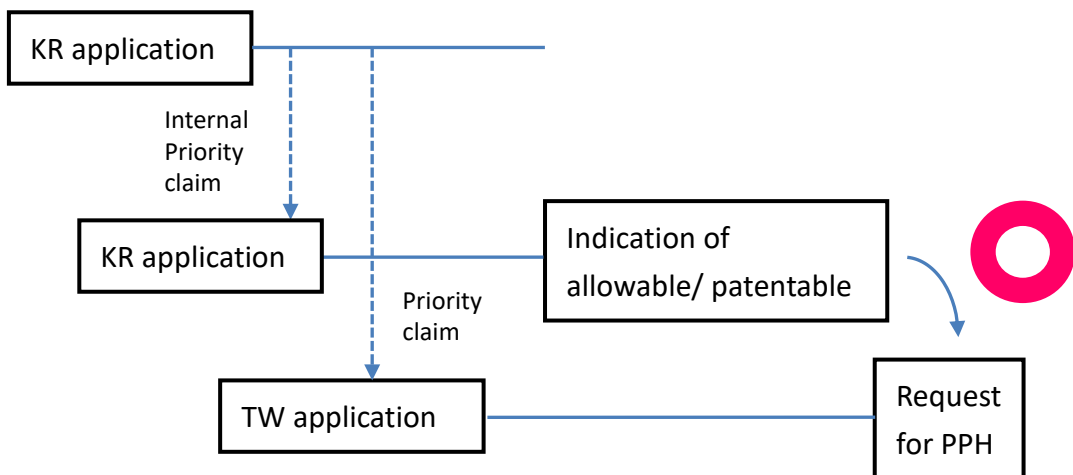 KR application
Internal
Priority
claim
KR application
Indication of
allowable/ patentable
Priority
claim
TW application
Request
for PPH